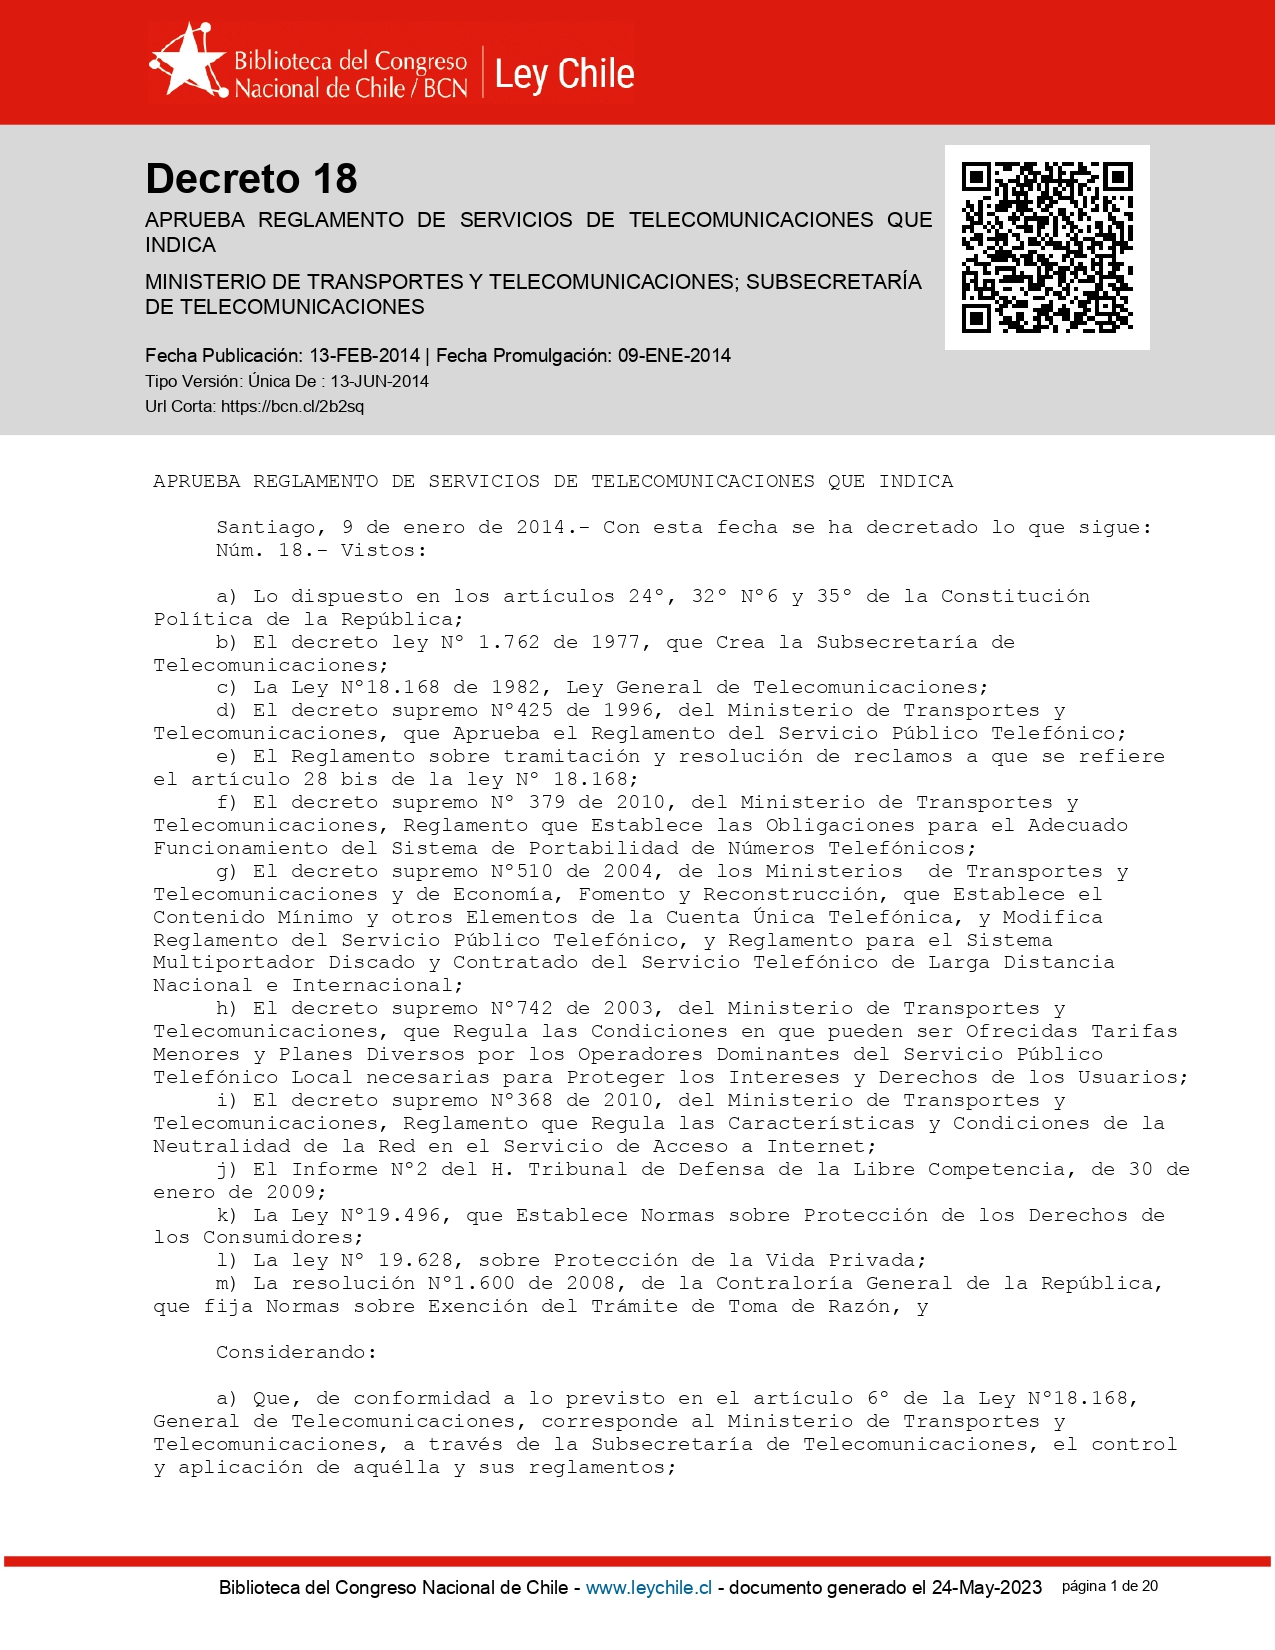 Biblioteca del Congreso
Nacional de Chile / BCN
Ley Chile
Decreto 18
APRUEBA REGLAMENTO DE SERVICIOS DE TELECOMUNICACIONES QUE
INDICA
MINISTERIO DE TRANSPORTES Y TELECOMUNICACIONES; SUBSECRETARÍA
DE TELECOMUNICACIONES
Fecha Publicación: 13-FEB-2014 | Fecha Promulgación: 09-ENE-2014
Tipo Versión: Única De : 13-JUN-2014
Url Corta: https://bcn.cl/2b2sq
APRUEBA REGLAMENTO DE SERVICIOS DE TELECOMUNICACIONES QUE INDICA
Santiago, 9 de enero de 2014.- Con esta fecha se ha decretado lo que sigue:
Núm. 18.- Vistos:
a) Lo dispuesto en los artículos 24º, 32º Nº6 y 35º de la Constitución
Política de la República;
b) El decreto ley Nº 1.762 de 1977, que Crea la Subsecretaría de
Telecomunicaciones;
c) La Ley Nº18.168 de 1982, Ley General de Telecomunicaciones;
d) El decreto supremo Nº425 de 1996, del Ministerio de Transportes y
Telecomunicaciones, que Aprueba el Reglamento del Servicio Público Telefónico;
e) El Reglamento sobre tramitación y resolución de reclamos a que se refiere
el artículo 28 bis de la ley Nº 18.168;
f) El decreto supremo Nº 379 de 2010, del Ministerio de Transportes y
Telecomunicaciones, Reglamento que Establece las Obligaciones para el Adecuado
Funcionamiento del Sistema de Portabilidad de Números Telefónicos;
g) El decreto supremo Nº510 de 2004, de los Ministerios  de Transportes y
Telecomunicaciones y de Economía, Fomento y Reconstrucción, que Establece el
Contenido Mínimo y otros Elementos de la Cuenta Única Telefónica, y Modifica
Reglamento del Servicio Público Telefónico, y Reglamento para el Sistema
Multiportador Discado y Contratado del Servicio Telefónico de Larga Distancia
Nacional e Internacional;
h) El decreto supremo Nº742 de 2003, del Ministerio de Transportes y
Telecomunicaciones, que Regula las Condiciones en que pueden ser Ofrecidas Tarifas
Menores y Planes Diversos por los Operadores Dominantes del Servicio Público
Telefónico Local necesarias para Proteger los Intereses y Derechos de los Usuarios;
i) El decreto supremo Nº368 de 2010, del Ministerio de Transportes y
Telecomunicaciones, Reglamento que Regula las Características y Condiciones de la
Neutralidad de la Red en el Servicio de Acceso a Internet;
j) El Informe Nº2 del H. Tribunal de Defensa de la Libre Competencia, de 30 de
enero de 2009;
k) La Ley Nº19.496, que Establece Normas sobre Protección de los Derechos de
los Consumidores;
l) La ley Nº 19.628, sobre Protección de la Vida Privada;
m) La resolución Nº1.600 de 2008, de la Contraloría General de la República,
que fija Normas sobre Exención del Trámite de Toma de Razón, y
Considerando:
a) Que, de conformidad a lo previsto en el artículo 6º de la Ley Nº18.168,
General de Telecomunicaciones, corresponde al Ministerio de Transportes y
Telecomunicaciones, a través de la Subsecretaría de Telecomunicaciones, el control
y aplicación de aquélla y sus reglamentos;
Biblioteca del Congreso Nacional de Chile - www.leychile.cl - documento generado el 24-May-2023 página 1 de 20